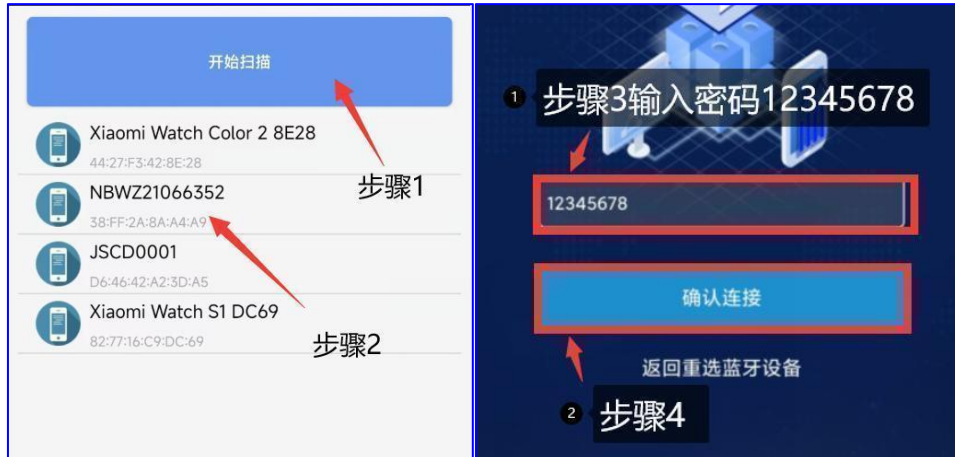 开始扫描
Xiaomi Watch Color 2 8E28
44:27:F3:42:8E:28
步骤1
NBWZ21066352
38:FF:2A:8A:A4:A9
JSCD0001
D6:46:42:A2:3D:A5
Xiaomi Watch S1 DC69
82:77:16:C9:DC:69
步骤2
1 步骤3输入密码12345678
12345678
确认连接
返回重选蓝牙设备
2 步骤4